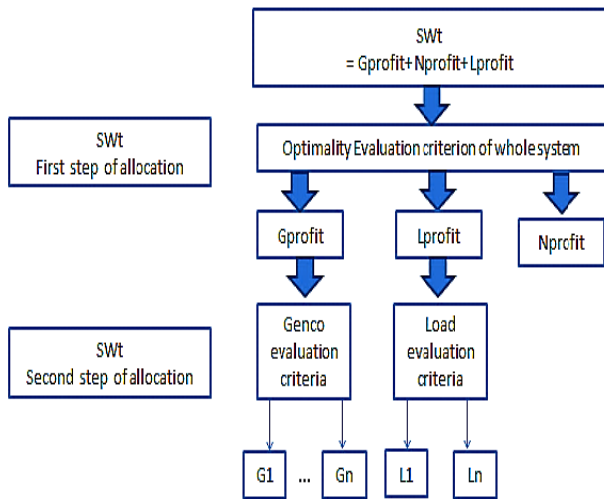 SWt
= Gprofit+ Nprofit+ Lprofit
SWt
First step of allocation
Optimality Evaluation criterion of whole system
Gprofit
Lprofit
Nprofit
SWt
Second step of allocation
Genco
evaluation
criteria
Load
evaluation
criteria
G1
...
Gn
L1
Ln